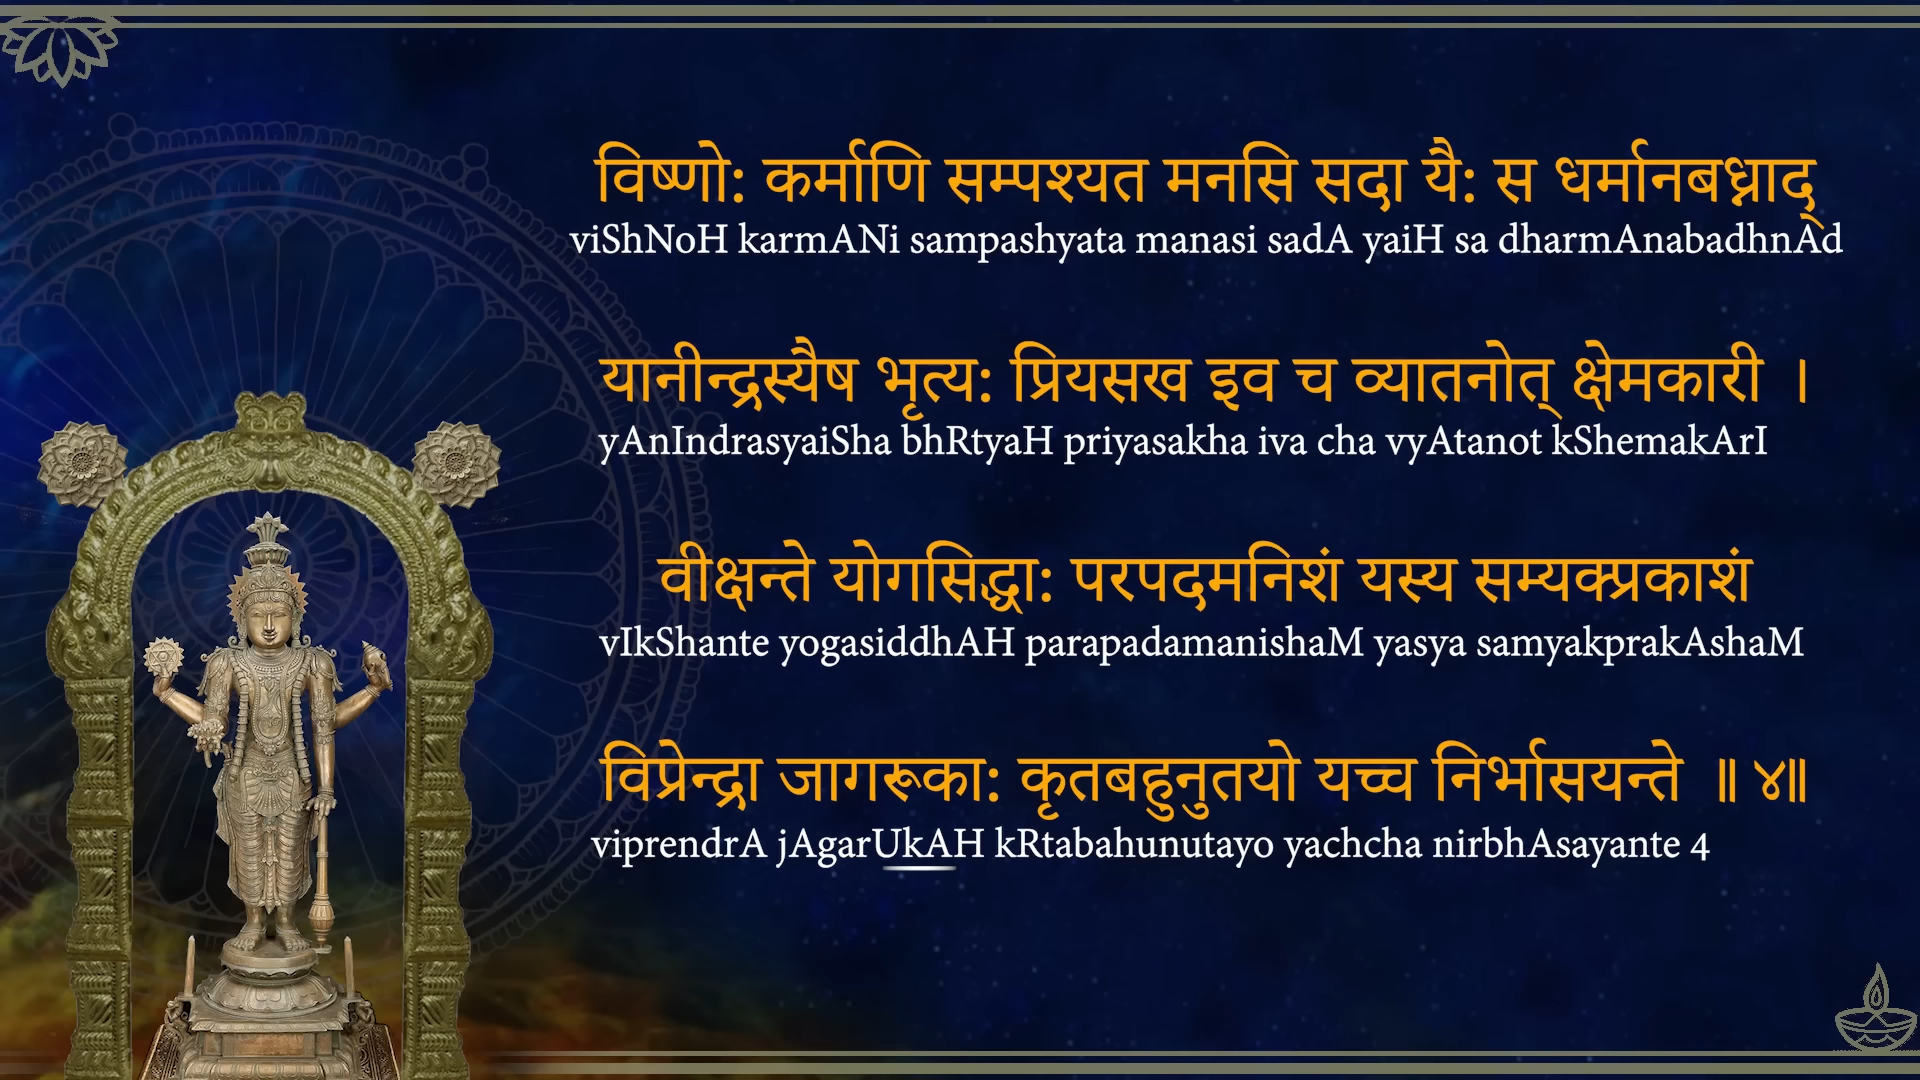 विष्णो: कर्माणि सम्पश्यत मनसि सदा यै: स धर्मानबध्नाद्
viShNoH karmANi sampashyata manasi sadA yaiH sa dharmAnabadhnAd
यानीन्द्रस्यैष भृत्य: प्रियसख इव च व्यातनोत् क्षेमकारी ।
yAnIndrasyaiSha bhRtyaH priyasakha iva cha vyAtanot kShemakArI
वीक्षन्ते योगसिद्धा: परपदमनिशं यस्य सम्यक्प्रकाशं
vIkShante yogasiddhAH parapadamanishaM yasya samyakprakAshaM
विप्रेन्द्रा जागरूका: कृतबहुनुतयो यच्च निर्भासयन्ते ॥ ४॥
viprendrA jAgarUkAH kRtabahunutayo yachcha nirbhAsayante 4